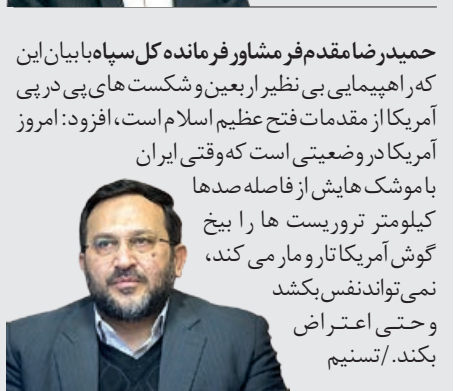 حمیدرضا مقدم‌فر مشاور فرمانده کل سپاه با بیان این
که راهپیمایی بی نظیر اربعین و شکست های پی در پی
آمریکا از مقدمات فتح عظیم اسلام است، افزود: امروز
آمریکا در وضعیتی است که وقتی ایران
با موشک هایش از فاصله صدها
کیلومتر تروریست ها را بیخ
گوش آمریکا تار و مار می کند،
نمی‌تواند نفس بکشد
و حتی اعتراض
بکند./تسنیم